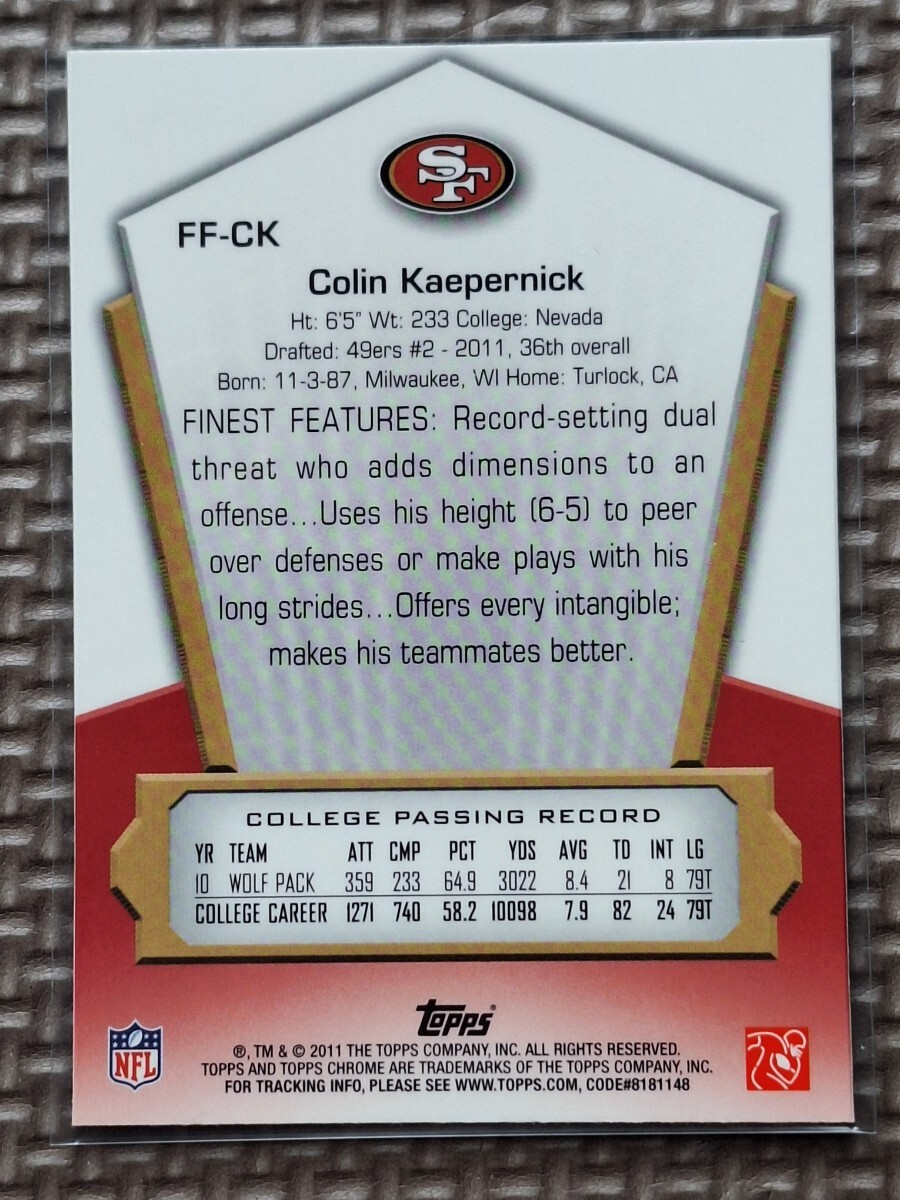 SF
FF-CK
Colin Kaepernick
Ht: 6'5" Wt: 233 College: Nevada
Drafted: 49ers #2 - 2011, 36th overall
Born: 11-3-87, Milwaukee, WI Home: Turlock, CA
FINEST FEATURES: Record-setting dual
threat who adds dimensions to an
offense...Uses his height (6-5) to peer
over defenses or make plays with his
long strides...Offers every intangible;
makes his teammates better.
COLLEGE PASSING RECORD
YR TEAM ATT CMP PCT YDS AVG TD INT LG
10 WOLF PACK 359 233 64.9 3022 8.4 21 8 79T
COLLEGE CAREER 1271 740 58.2 10098 7.9 82 24 79T
topps®
NFL
®, TM & © 2011 THE TOPPS COMPANY, INC. ALL RIGHTS RESERVED.
TOPPS AND TOPPS CHROME ARE TRADEMARKS OF THE TOPPS COMPANY, INC.
FOR TRACKING INFO, PLEASE SEE WWW.TOPPS.COM, CODE#8181148